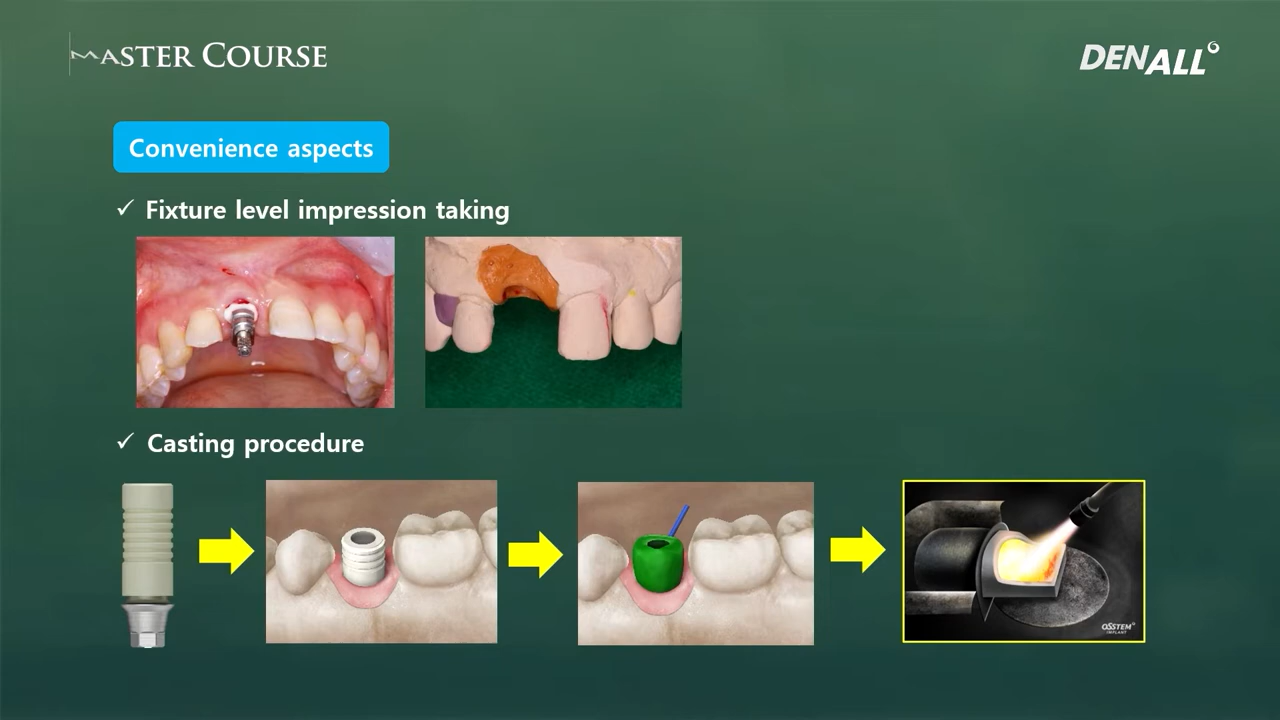 MASTER COURSE
DENALL
Convenience aspects
✓ Fixture level impression taking
✓ Casting procedure
OSSTEM
IMPLANT